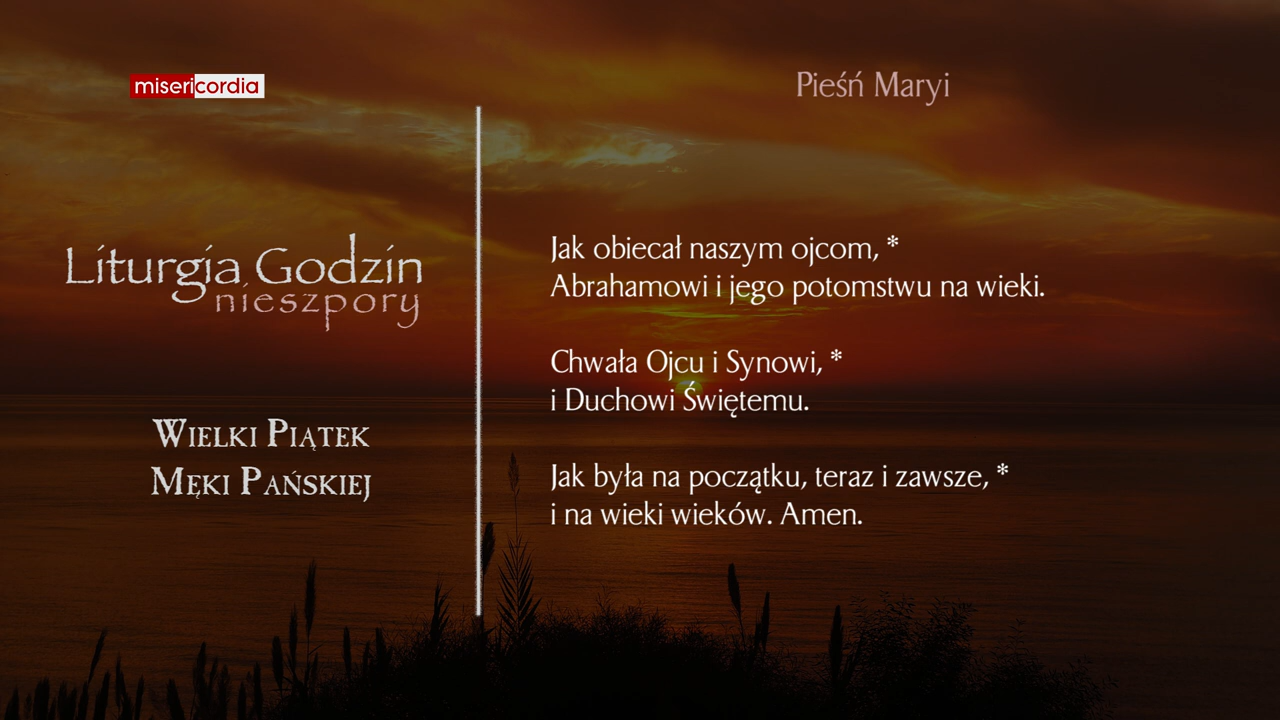 misericordia
Pieśń Maryi
Liturgia Godzin
nieszpory
Wielki Piątek
Męki Pańskiej
Jak obiecał naszym ojcom, *
Abrahamowi i jego potomstwu na wieki.
Chwała Ojcu i Synowi, *
i Duchowi Świętemu.
Jak była na początku, teraz i zawsze, *
i na wieki wieków. Amen.